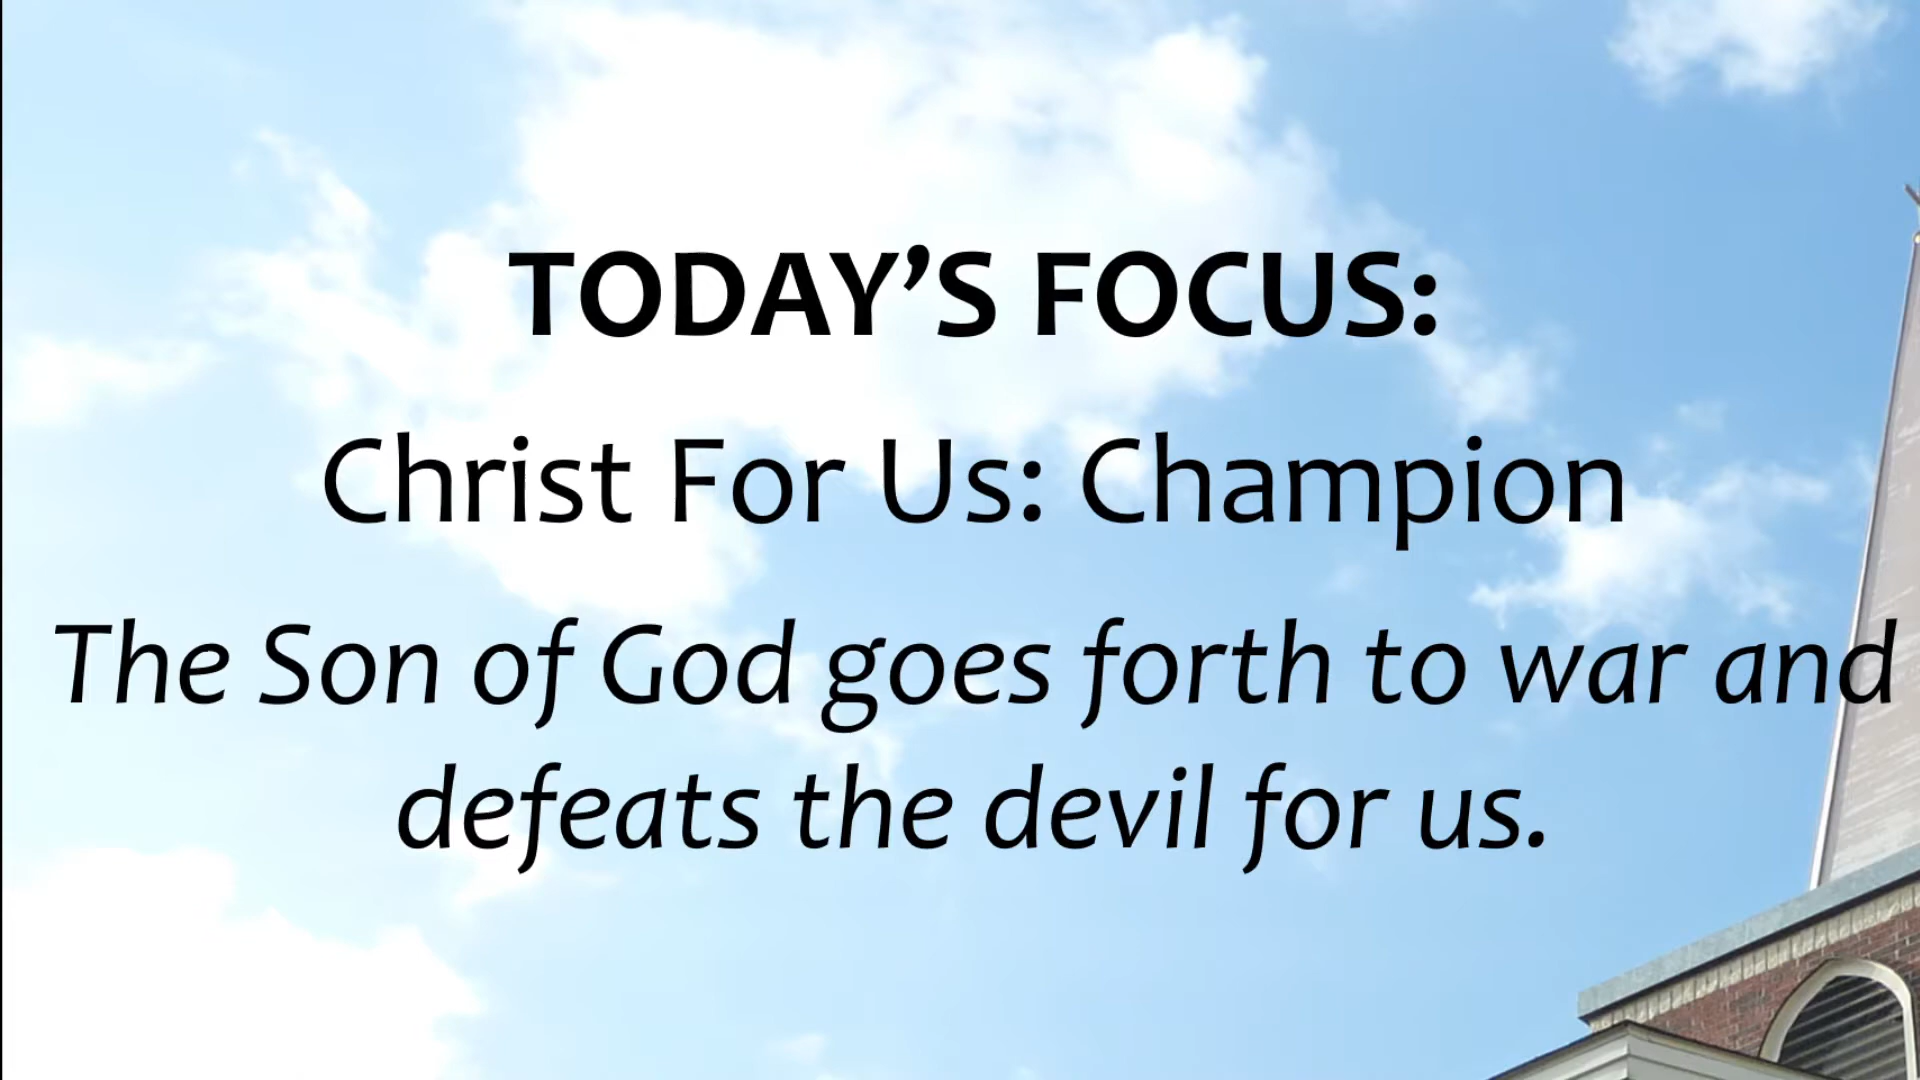 TODAY’S FOCUS:
Christ For Us: Champion
The Son of God goes forth to war and
defeats the devil for us.